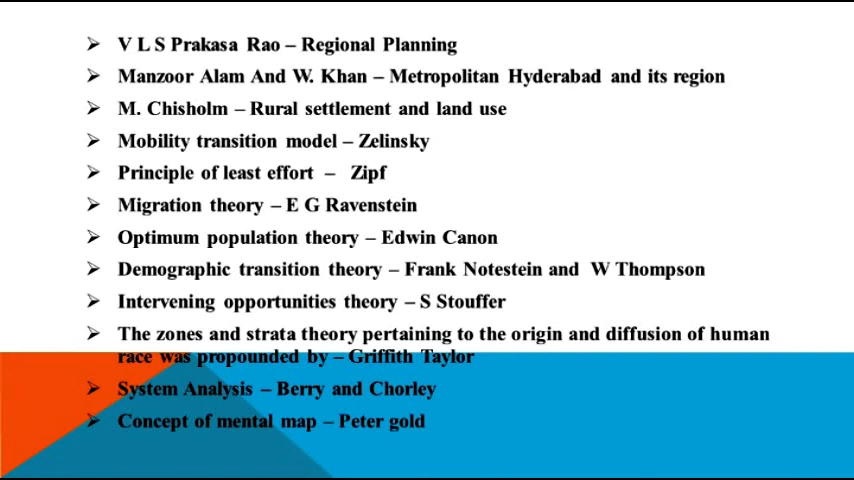 V L S Prakasa Rao – Regional Planning
Manzoor Alam And W. Khan – Metropolitan Hyderabad and its region
M. Chisholm – Rural settlement and land use
Mobility transition model – Zelinsky
Principle of least effort – Zipf
Migration theory – E G Ravenstein
Optimum population theory – Edwin Canon
Demographic transition theory – Frank Notestein and W Thompson
Intervening opportunities theory – S Stouffer
The zones and strata theory pertaining to the origin and diffusion of human
race was propounded by – Griffith Taylor
System Analysis – Berry and Chorley
Concept of mental map – Peter gold